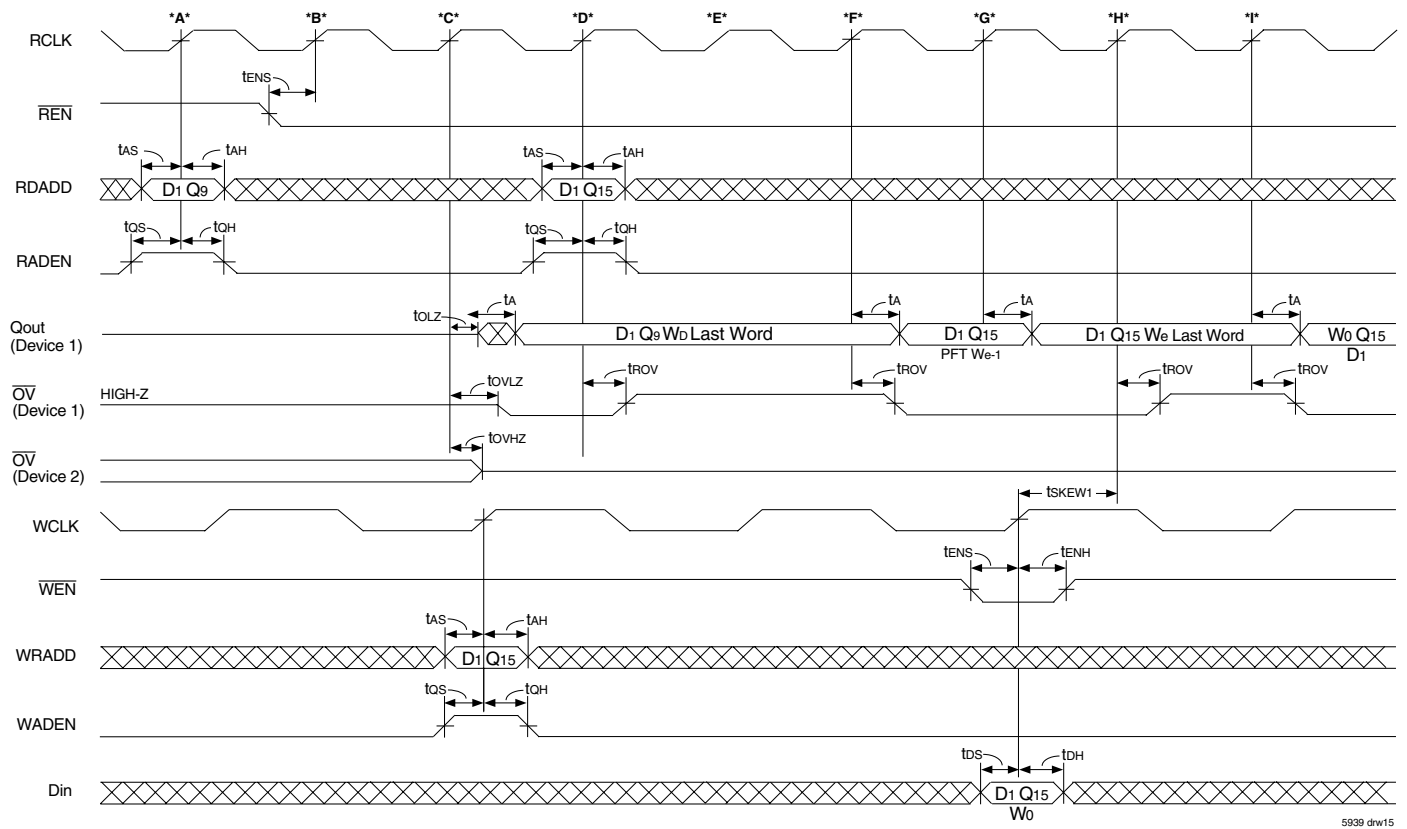 *A* *B* *C* *D* *E* *F* *G* *H* *I*
RCLK
tENS
REN
tAS tAH tAS tAH
RDADD D1 Q9 D1 Q15
tQS tQH tQS tQH
RADEN
tOLZ tA tA tA tA
Qout D1 Q9 WD Last Word D1 Q15 D1 Q15 We Last Word W0 Q15
(Device 1) PFT We-1 D1
tOVLZ tROV tROV tROV tROV
OV HIGH-Z
(Device 1)
tOVHZ
OV
(Device 2)
tSKEW1
WCLK
tENS tENH
WEN
tAS tAH
WRADD D1 Q15
tQS tQH
WADEN
tDS tDH
Din D1 Q15
W0
5939 drw15